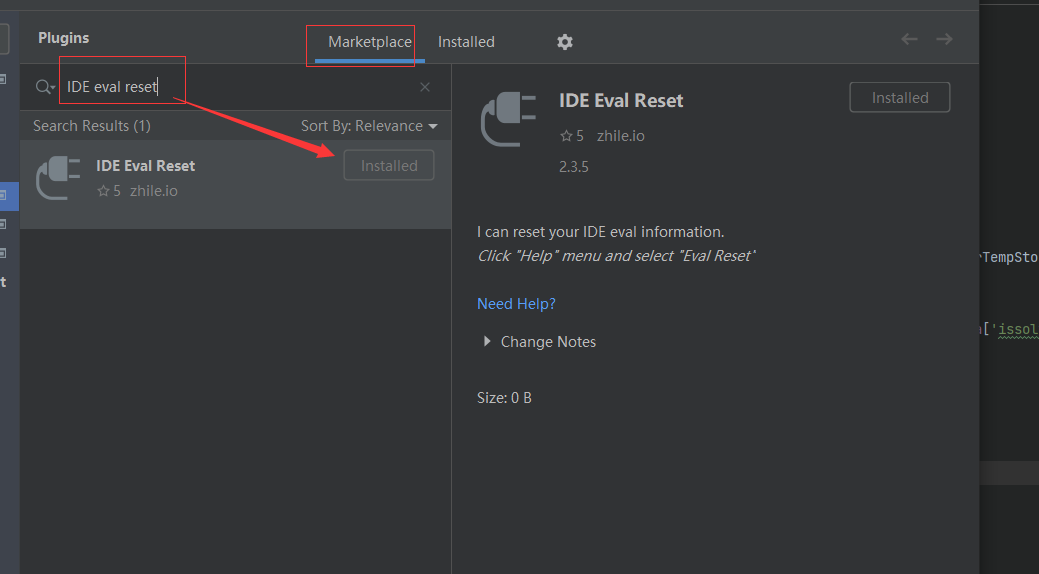 Plugins
Marketplace
Installed
IDE eval reset
Search Results (1)
Sort By: Relevance
IDE Eval Reset
5 zhile.io
Installed
IDE Eval Reset
5 zhile.io
2.3.5
Installed
I can reset your IDE eval information.
Click "Help" menu and select "Eval Reset"
Need Help?
Change Notes
Size: 0 B
TempSto
['issol
t